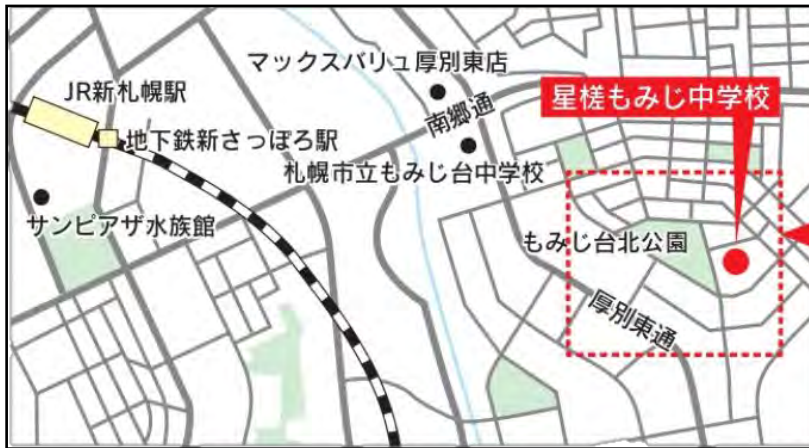 マックスバリュ厚別東店
JR新札幌駅
星槎もみじ中学校
南郷通
地下鉄新さっぽろ駅
札幌市立もみじ台中学校
サンピアザ水族館
もみじ台北公園
厚別東通